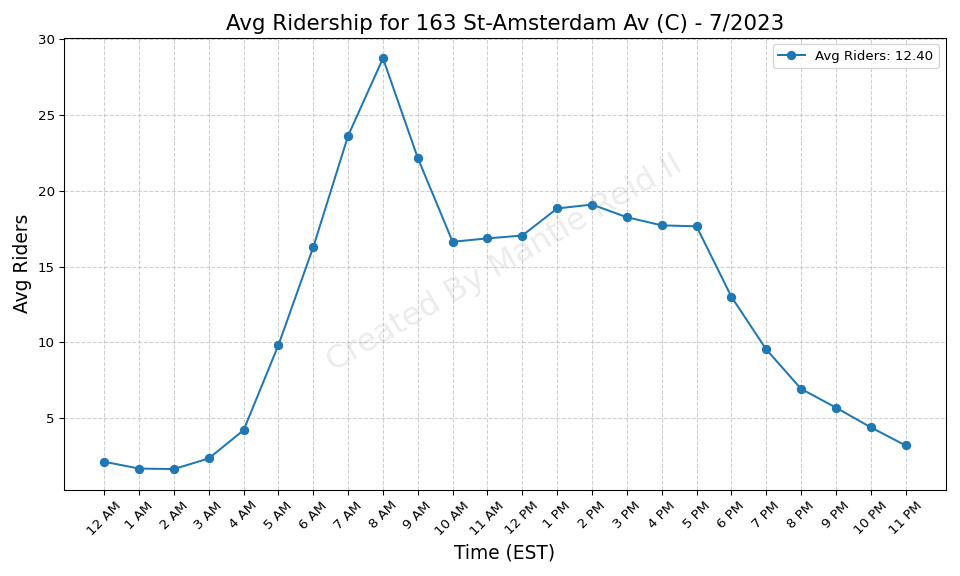 Avg Ridership for 163 St-Amsterdam Av (C) - 7/2023
Avg Riders: 12.40
30
25
20
15
10
5
Avg Riders
Created By Mantie Reid II
12 AM
1 AM
2 AM
3 AM
4 AM
5 AM
6 AM
7 AM
8 AM
9 AM
10 AM
11 AM
12 PM
1 PM
2 PM
3 PM
4 PM
5 PM
6 PM
7 PM
8 PM
9 PM
10 PM
11 PM
Time (EST)